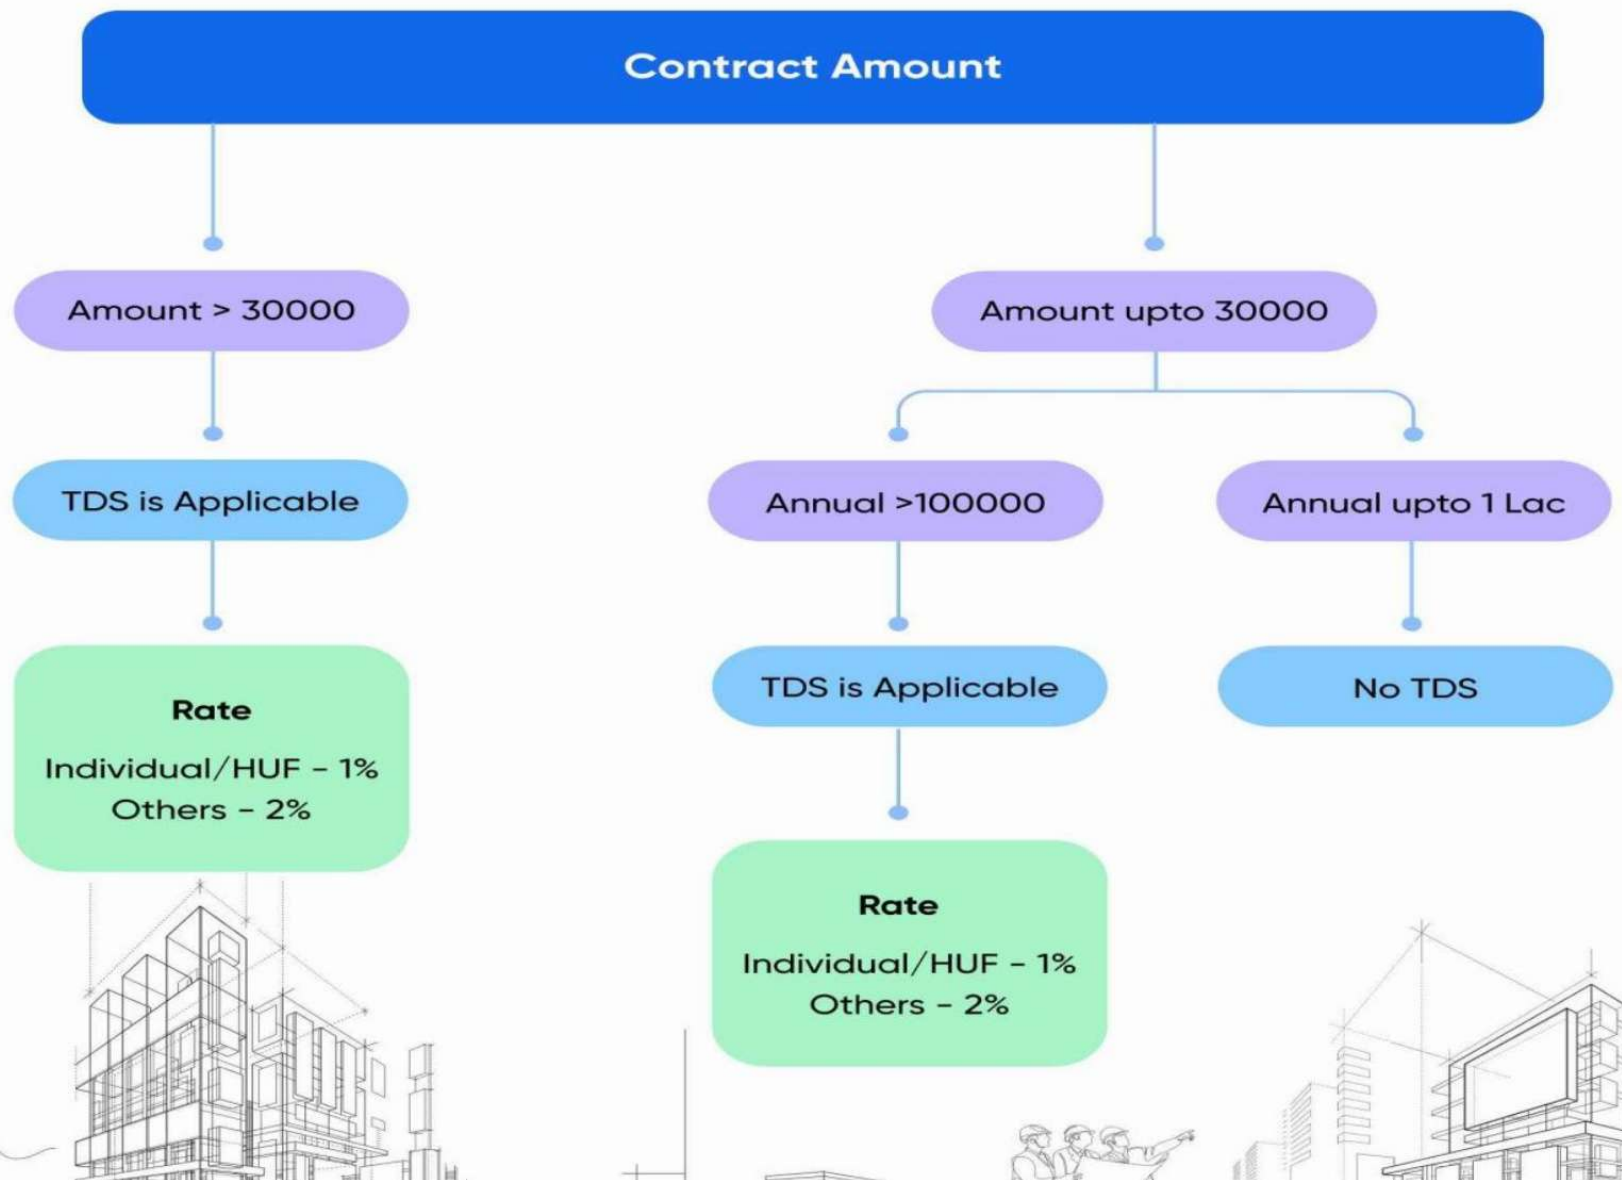 Contract Amount
Amount > 30000
Amount upto 30000
TDS is Applicable
Annual >100000
Annual upto 1 Lac
Rate
Individual/HUF - 1%
Others - 2%
TDS is Applicable
No TDS
Rate
Individual/HUF - 1%
Others - 2%